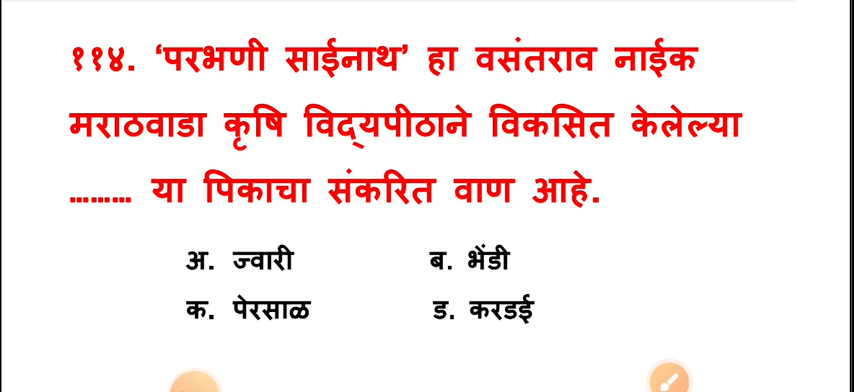 ११४. ‘परभणी साईनाथ’ हा वसंतराव नाईक
मराठवाडा कृषि विद्यपीठाने विकसित केलेल्या
......... या पिकाचा संकरित वाण आहे.
अ. ज्वारी ब. भेंडी
क. पेरसाळ ड. करडई